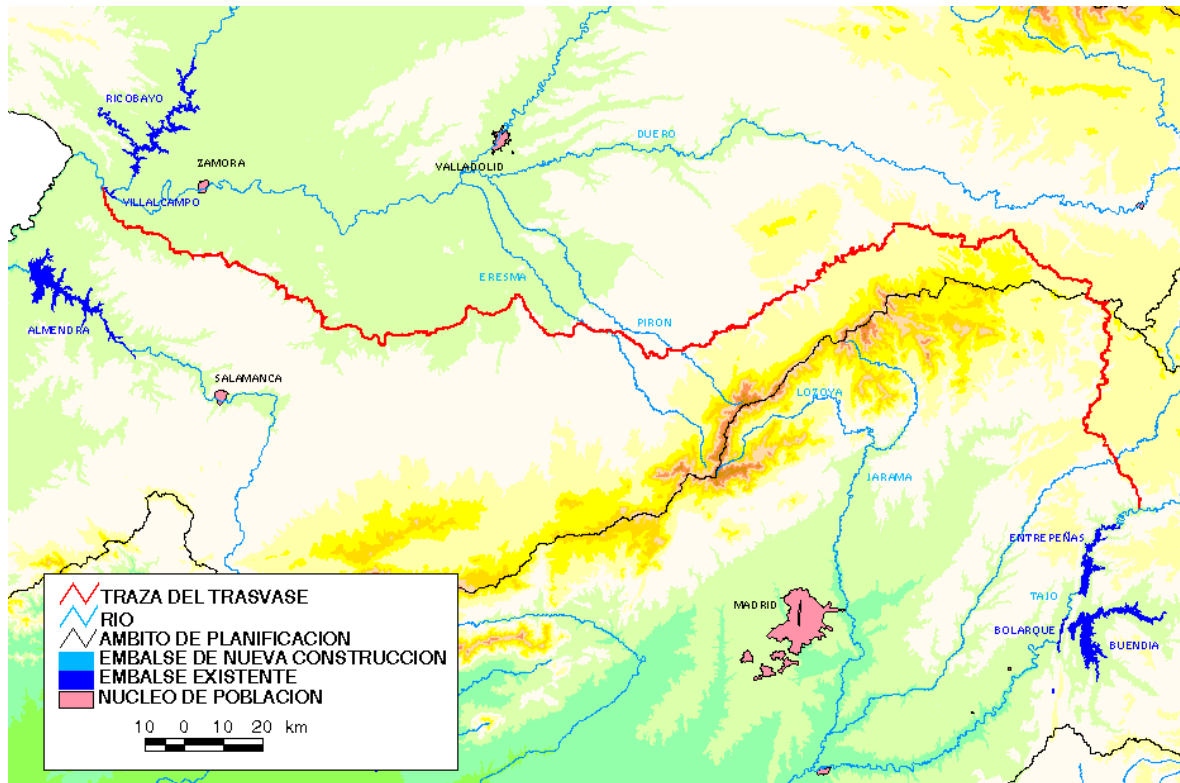 RICOBAYO
DUERO
ZAMORA
VALLADOLID
VILLALCAMPO
ERESMA
PIRON
ALMENDRA
SALAMANCA
LOZOYA
JARAMA
ENTREPEÑAS
MADRID
TAJO
BOLARQUE
BUENDIA
TRAZA DEL TRASVASE
RIO
AMBITO DE PLANIFICACION
EMBALSE DE NUEVA CONSTRUCCION
EMBALSE EXISTENTE
NUCLEO DE POBLACION
10 0 10 20 km